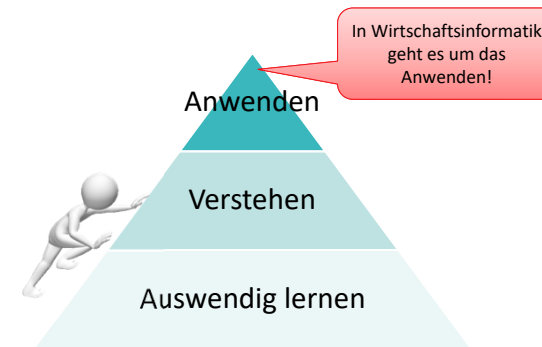 In Wirtschaftsinformatik
geht es um das
Anwenden!
Anwenden
Verstehen
Auswendig lernen